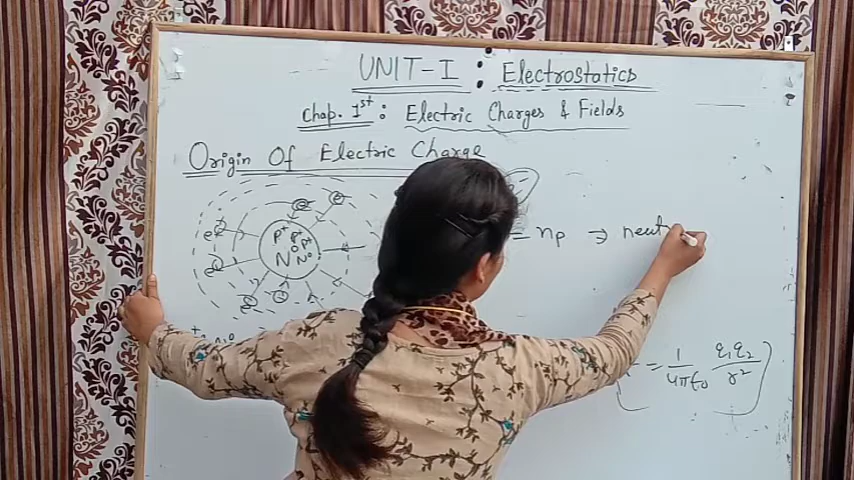 UNIT-I : Electrostatics
Chap. 1st : Electric Charges & Fields
Origin Of Electric Charge
= np → neut
e
p+ p+
N0 p+
N0
= 1/4πε0 q1q2/r²